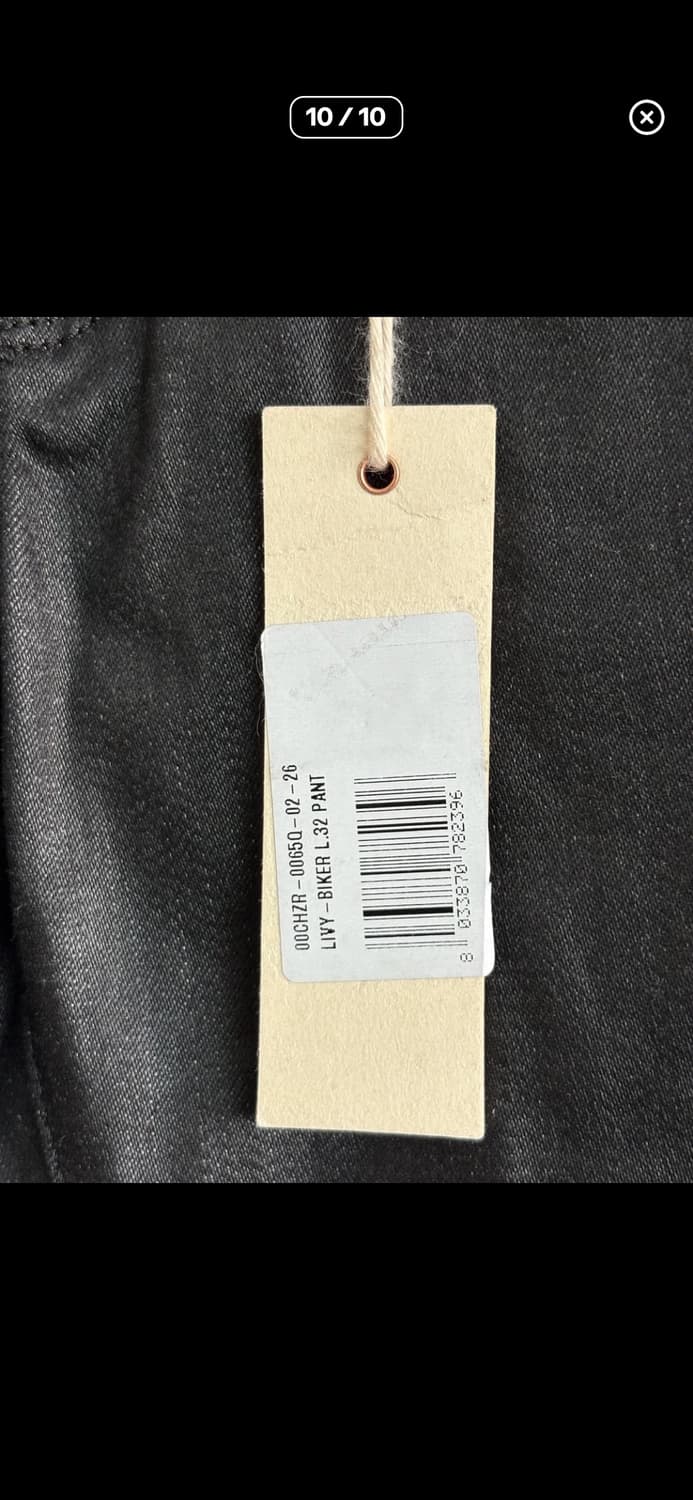 10 / 10
00CHZR-0065Q-02-26
LIVY-BIKER L.32 PANT
8 033870 782396